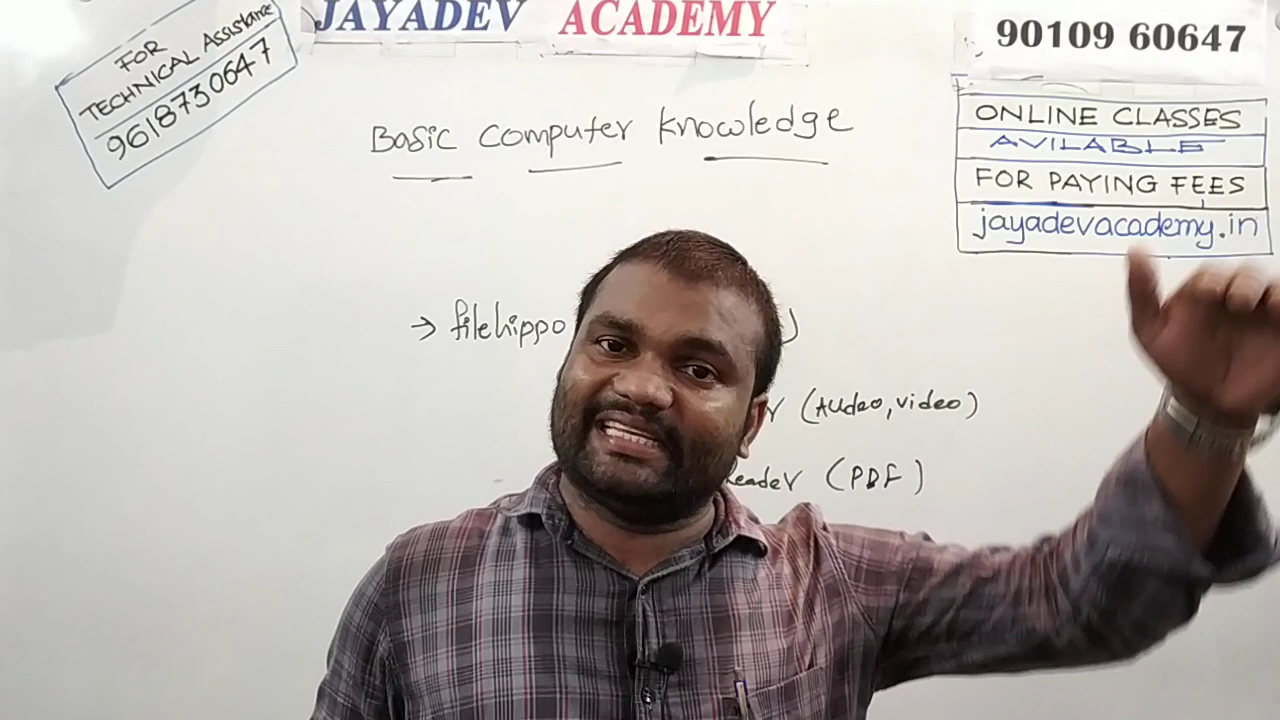 FOR
TECHNICAL Assistance
9618730647
JAYADEV ACADEMY
90109 60647
ONLINE CLASSES
AVILABLE
FOR PAYING FEES
jayadevacademy.in
Basic Computer Knowledge
→ filehippo )
(Audeo, video)
Reader (PDF)